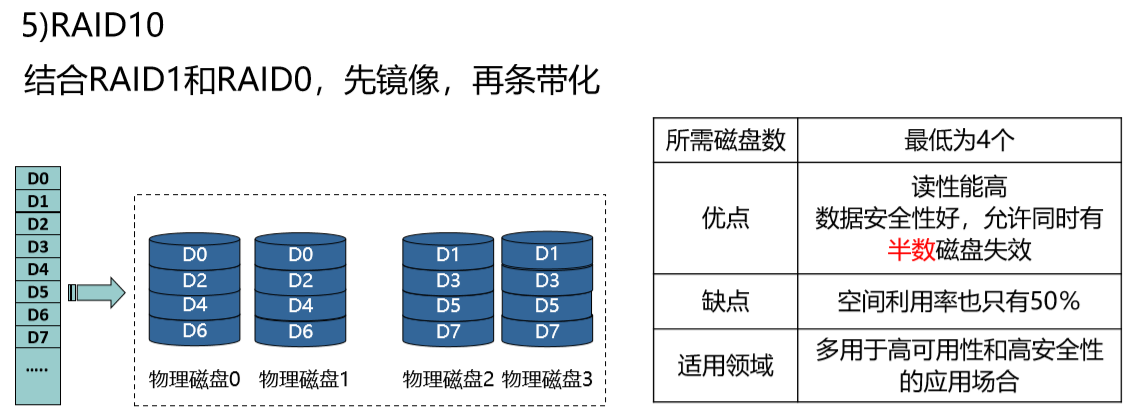 5)RAID10
结合RAID1和RAID0，先镜像，再条带化
D0
D1
D2
D3
D4
D5
D6
D7
.....
D0
D2
D4
D6
物理磁盘0
D0
D2
D4
D6
物理磁盘1
D1
D3
D5
D7
物理磁盘2
D1
D3
D5
D7
物理磁盘3
所需磁盘数 最低为4个
优点 读性能高
数据安全性好，允许同时有
半数磁盘失效
缺点 空间利用率也只有50%
适用领域 多用于高可用性和高安全性
的应用场合